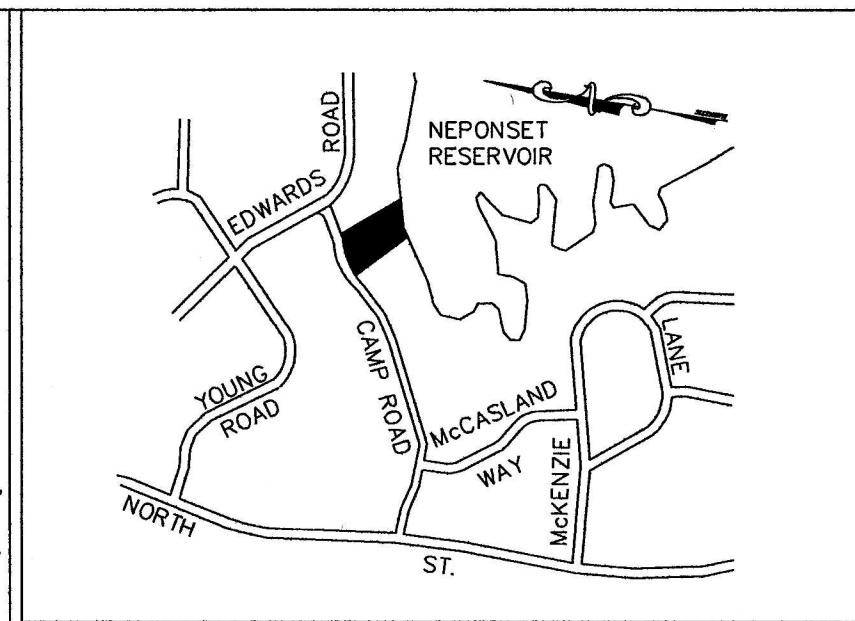 NEPONSET
RESERVOIR
EDWARDS
ROAD
YOUNG
ROAD
CAMP ROAD
McCASLAND
WAY
LANE
McKENZIE
NORTH
ST.